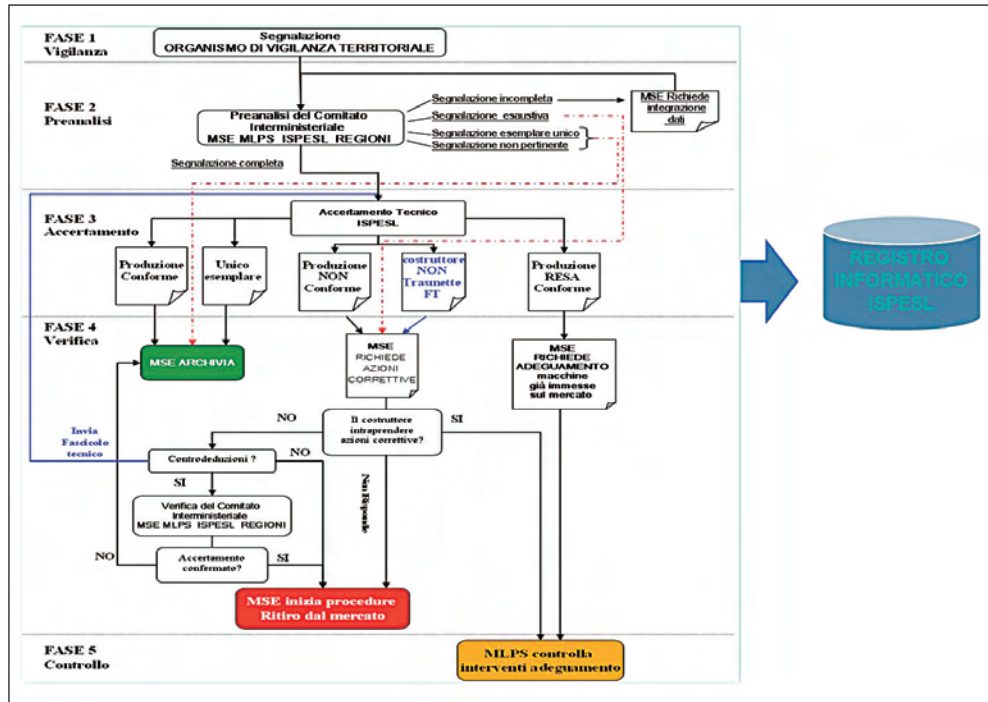 FASE 1
Vigilanza
Segnalazione
ORGANISMO DI VIGILANZA TERRITORIALE
FASE 2
Preanalisi
Preanalisi del Comitato
Interministeriale
MSE MLPS ISPESL REGIONI
Segnalazione incompleta
Segnalazione esaustiva
Segnalazione esemplare unico
Segnalazione non pertinente
MSE Richiede
integrazione
dati
Segnalazione completa
FASE 3
Accertamento
Accertamento Tecnico
ISPESL
Produzione
Conforme
Unico
esemplare
Produzione
NON
Conforme
costruttore
NON
Trasmette
FT
Produzione
RESA
Conforme
REGISTRO
INFORMATICO
ISPESL
FASE 4
Verifica
MSE ARCHIVIA
MSE
RICHIEDE
AZIONI
CORRETTIVE
MSE
RICHIEDE
ADEGUAMENTO
macchine
già immesse
sul mercato
NO
Il costruttore
intraprendere
azioni correttive?
SI
Invia
Fascicolo
tecnico
Controdeduzioni ?
NO
SI
Non Risponde
Verifica del Comitato
Interministeriale
MSE MLPS ISPESL REGIONI
NO
Accertamento
confermato?
SI
MSE inizia procedure
Ritiro dal mercato
FASE 5
Controllo
MLPS controlla
interventi adeguamento